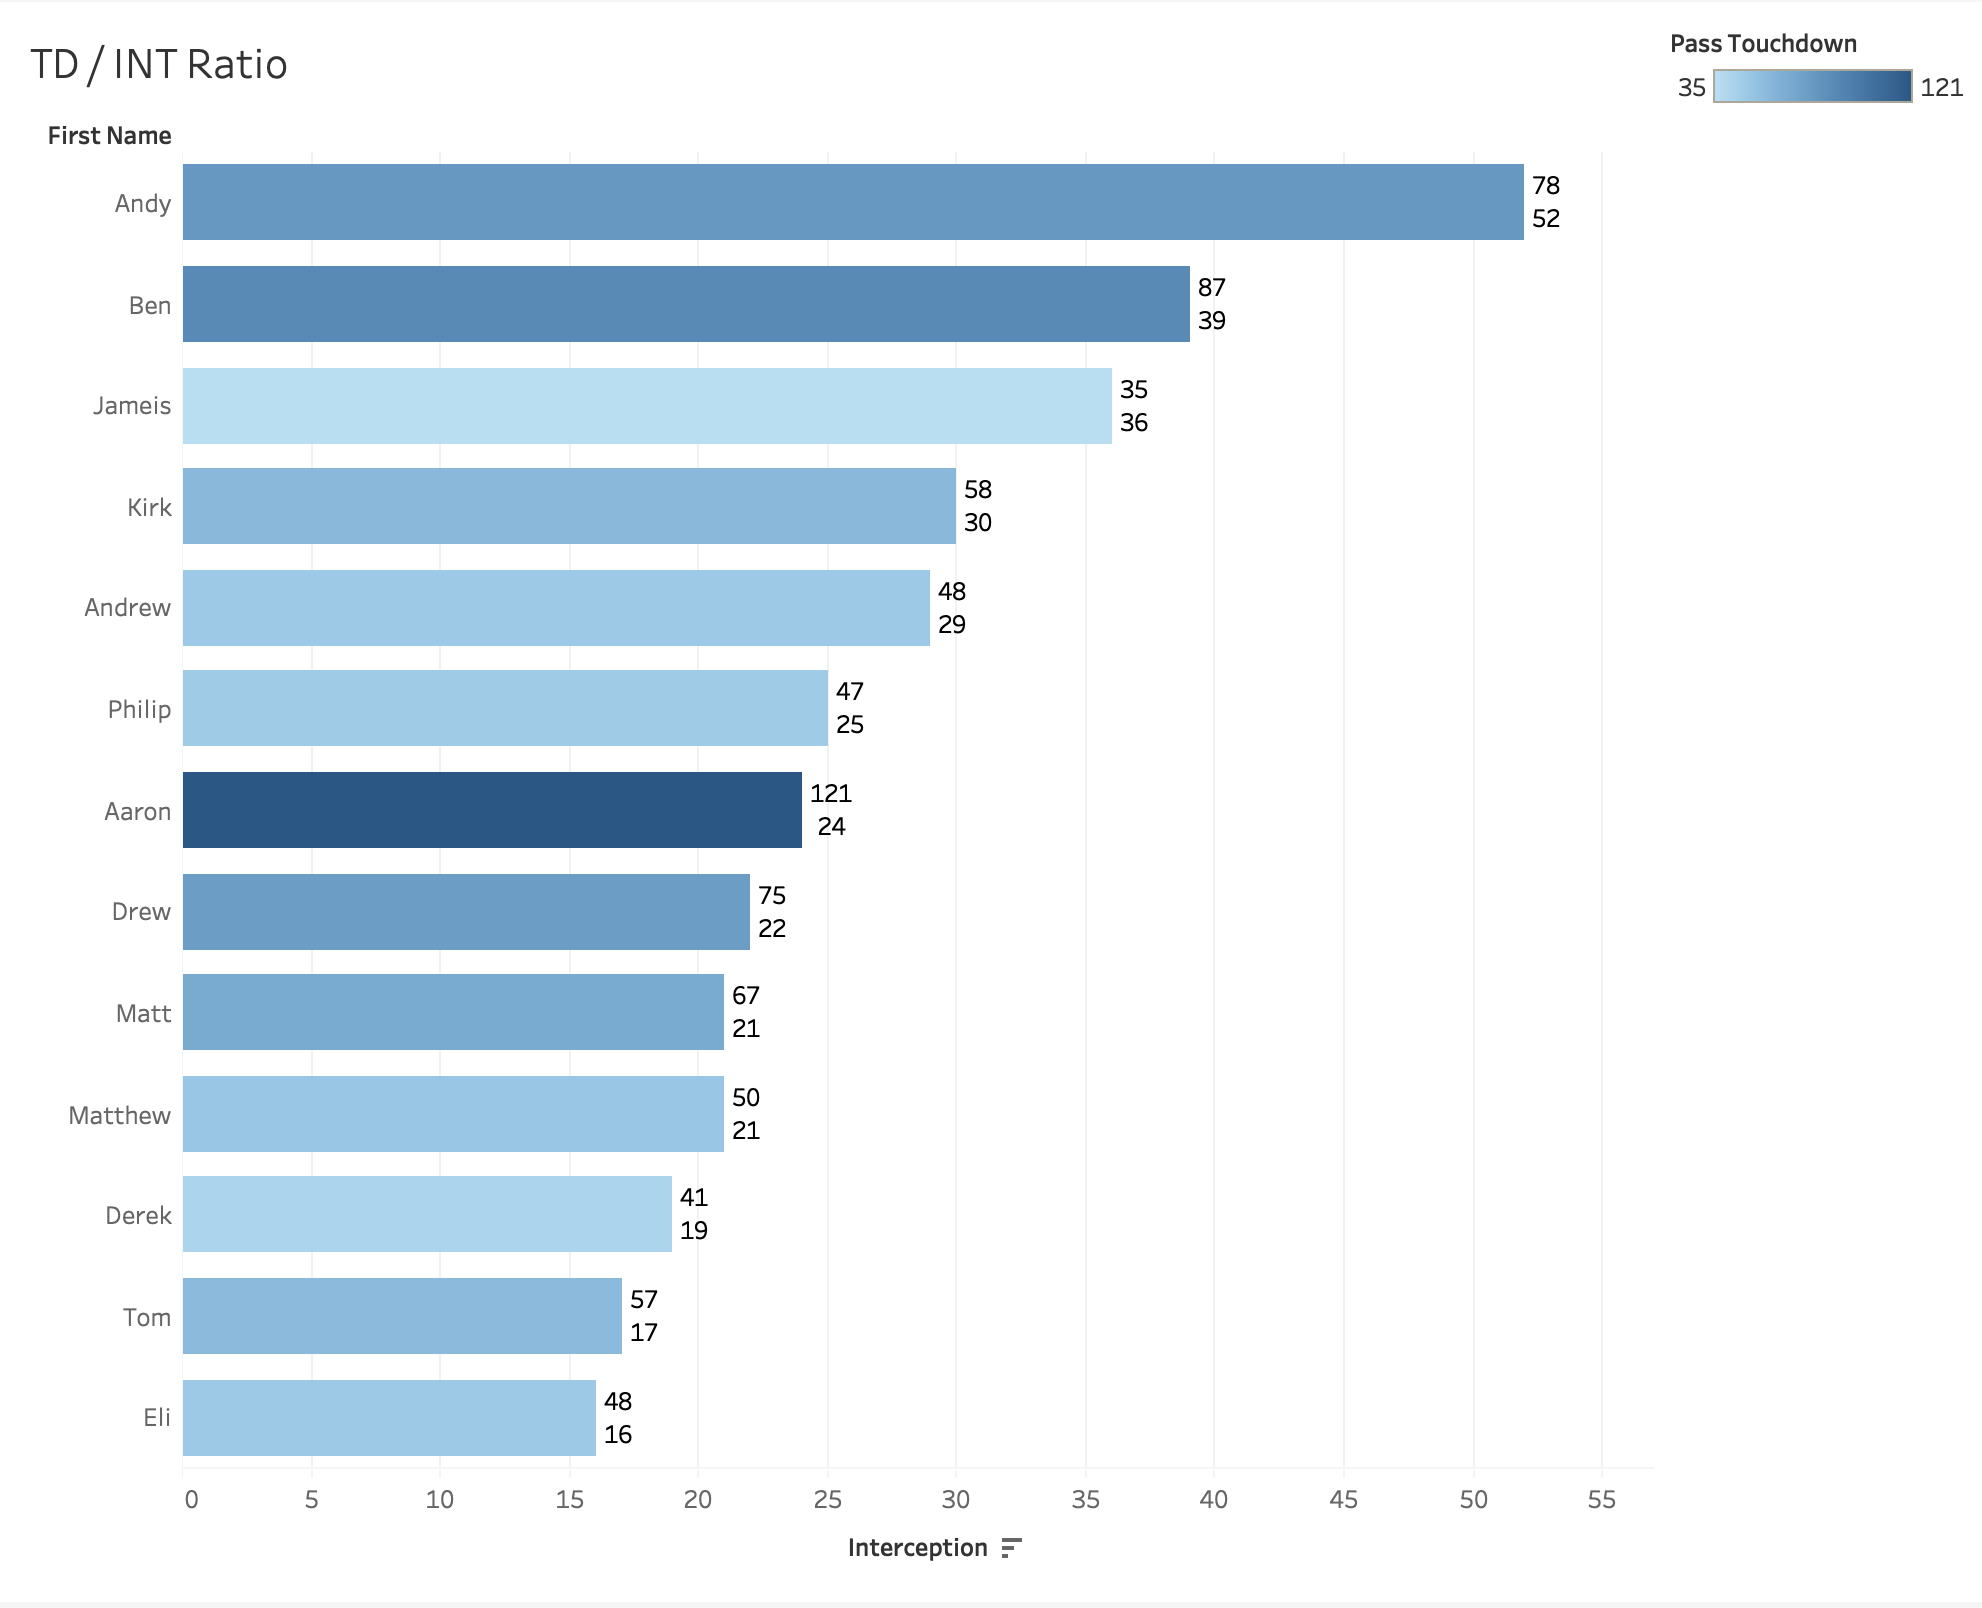 TD / INT Ratio
Pass Touchdown
35 121
First Name
Andy
78
52
Ben
87
39
Jameis
35
36
Kirk
58
30
Andrew
48
29
Philip
47
25
Aaron
121
24
Drew
75
22
Matt
67
21
Matthew
50
21
Derek
41
19
Tom
57
17
Eli
48
16
0 5 10 15 20 25 30 35 40 45 50 55
Interception